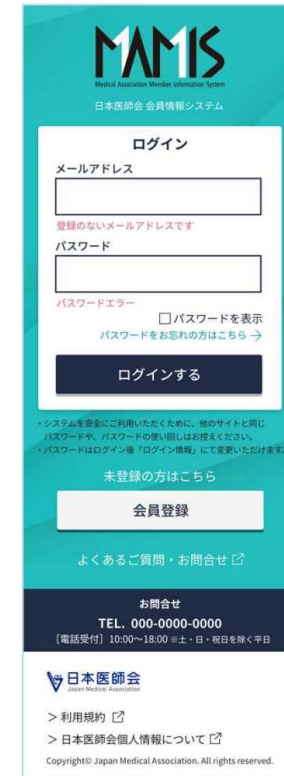 MAMIS
Medical Association Member Information System
日本医師会 会員情報システム
ログイン
メールアドレス
登録のないメールアドレスです
パスワード
パスワードエラー
パスワードを表示
パスワードをお忘れの方はこちら →
ログインする
・システムを安全にご利用いただくために、他のサイトと同じ
パスワードや、パスワードの使い回しはお控えください。
・パスワードはログイン後「ログイン情報」にて変更いただけます。
未登録の方はこちら
会員登録
よくあるご質問・お問合せ
お問合せ
TEL. 000-0000-0000
［電話受付］10:00〜18:00 ※土・日・祝日を除く平日
日本医師会
Japan Medical Association
> 利用規約
> 日本医師会個人情報について
Copyright© Japan Medical Association. All rights reserved.